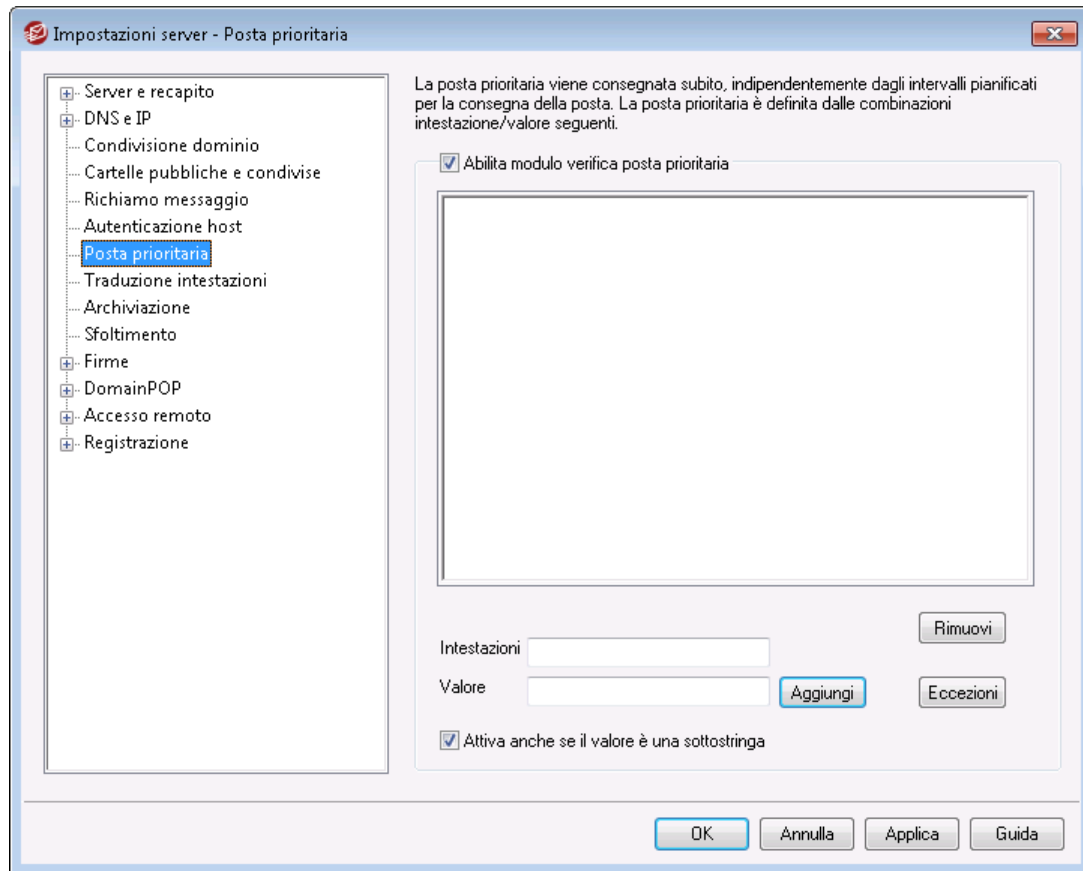 Impostazioni server - Posta prioritaria
Server e recapito
DNS e IP
Condivisione dominio
Cartelle pubbliche e condivise
Richiamo messaggio
Autenticazione host
Posta prioritaria
Traduzione intestazioni
Archiviazione
Sfoltimento
Firme
DomainPOP
Accesso remoto
Registrazione
La posta prioritaria viene consegnata subito, indipendentemente dagli intervalli pianificati
per la consegna della posta. La posta prioritaria è definita dalle combinazioni
intestazione/valore seguenti.
Abilita modulo verifica posta prioritaria
Rimuovi
Intestazioni
Valore
Aggiungi
Eccezioni
Attiva anche se il valore è una sottostringa
OK
Annulla
Applica
Guida